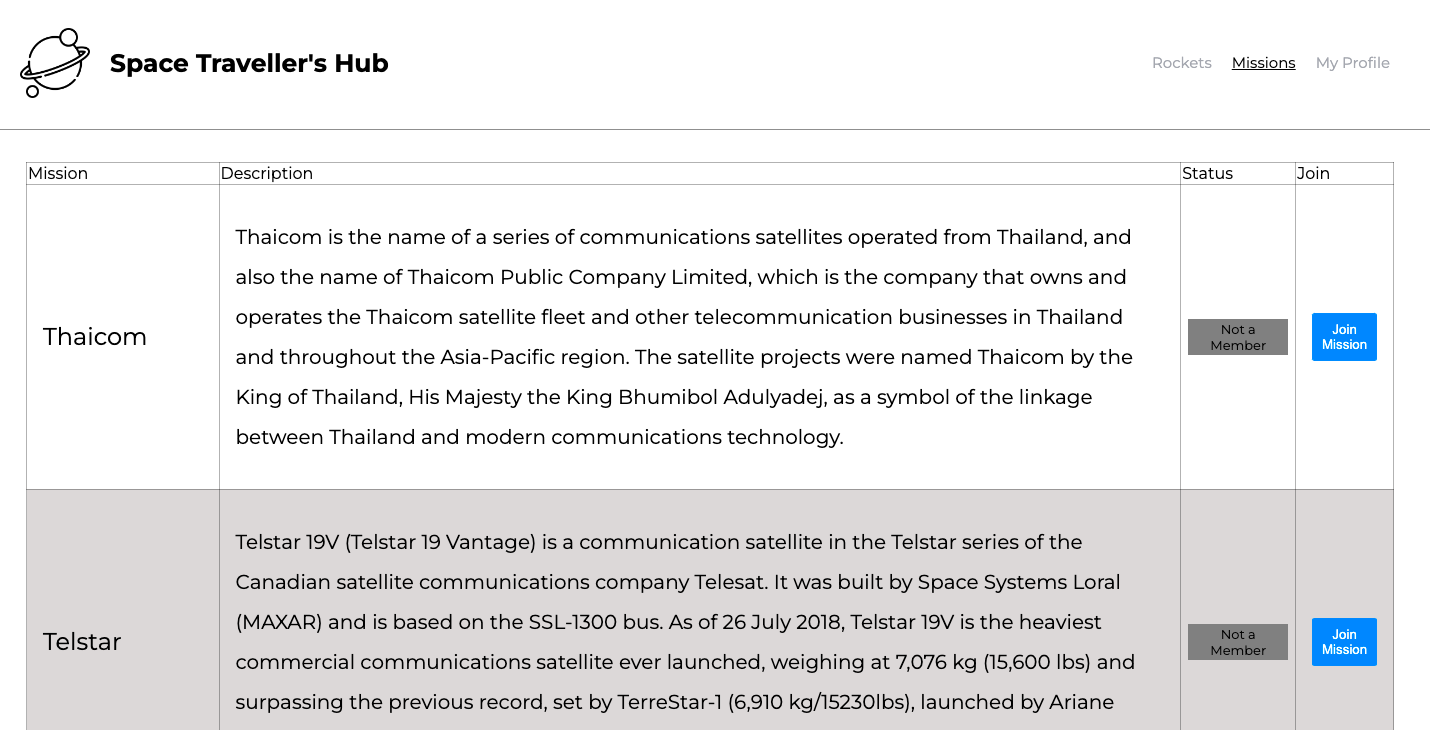 Space Traveller's Hub
Rockets Missions My Profile
Mission Description Status Join
Thaicom
Thaicom is the name of a series of communications satellites operated from Thailand, and
also the name of Thaicom Public Company Limited, which is the company that owns and
operates the Thaicom satellite fleet and other telecommunication businesses in Thailand
and throughout the Asia-Pacific region. The satellite projects were named Thaicom by the
King of Thailand, His Majesty the King Bhumibol Adulyadej, as a symbol of the linkage
between Thailand and modern communications technology.
Not a
Member
Join
Mission
Telstar
Telstar 19V (Telstar 19 Vantage) is a communication satellite in the Telstar series of the
Canadian satellite communications company Telesat. It was built by Space Systems Loral
(MAXAR) and is based on the SSL-1300 bus. As of 26 July 2018, Telstar 19V is the heaviest
commercial communications satellite ever launched, weighing at 7,076 kg (15,600 lbs) and
surpassing the previous record, set by TerreStar-1 (6,910 kg/15230lbs), launched by Ariane
Not a
Member
Join
Mission